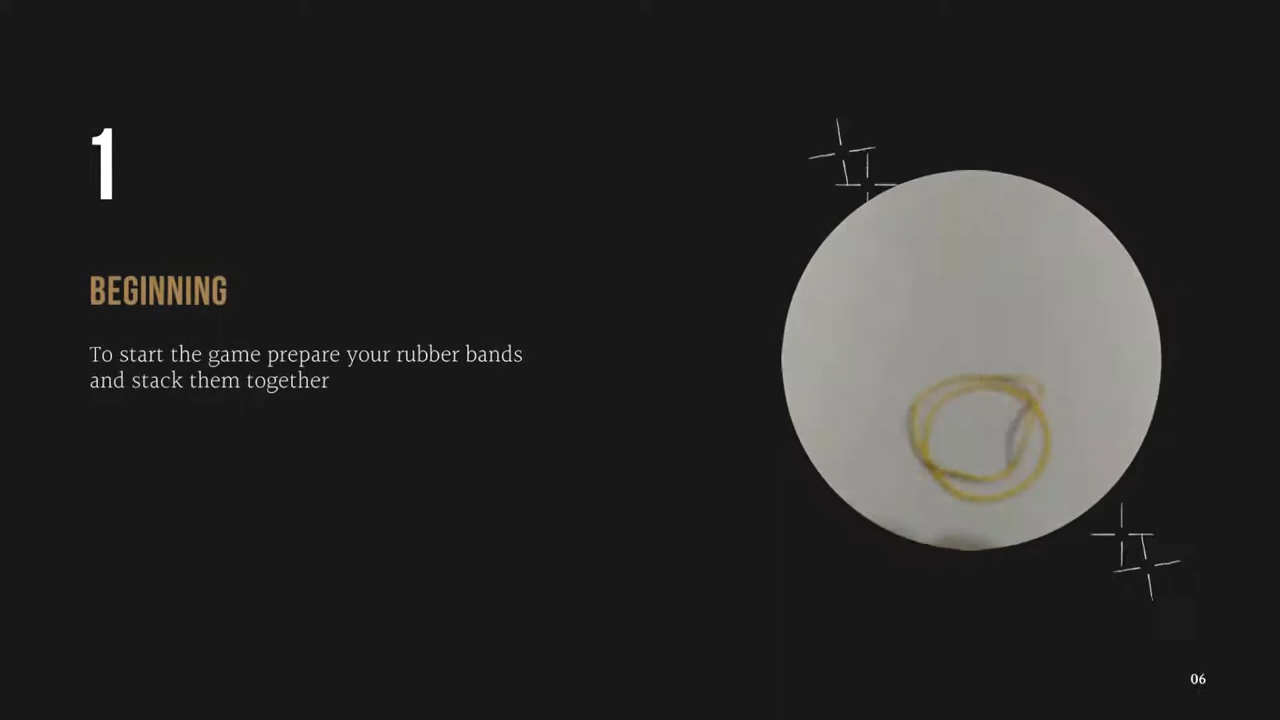 1
BEGINNING
To start the game prepare your rubber bands
and stack them together
06